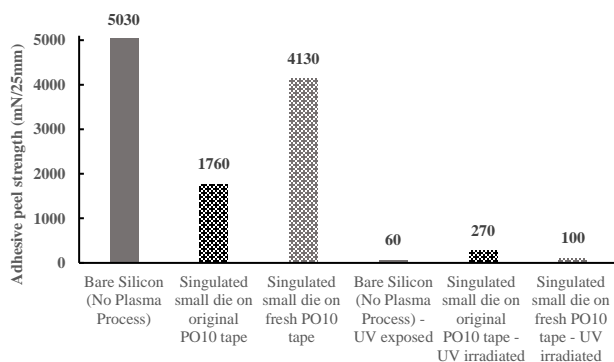 Adhesive peel strength (mN/25mm)
5000
4000
3000
2000
1000
0
5030
1760
4130
60
270
100
Bare Silicon
(No Plasma
Process)
Singulated
small die on
original
PO10 tape
Singulated
small die on
fresh PO10
tape
Bare Silicon
(No Plasma
Process) -
UV exposed
Singulated
small die on
original
PO10 tape -
UV irradiated
Singulated
small die on
fresh PO10
tape - UV
irradiated